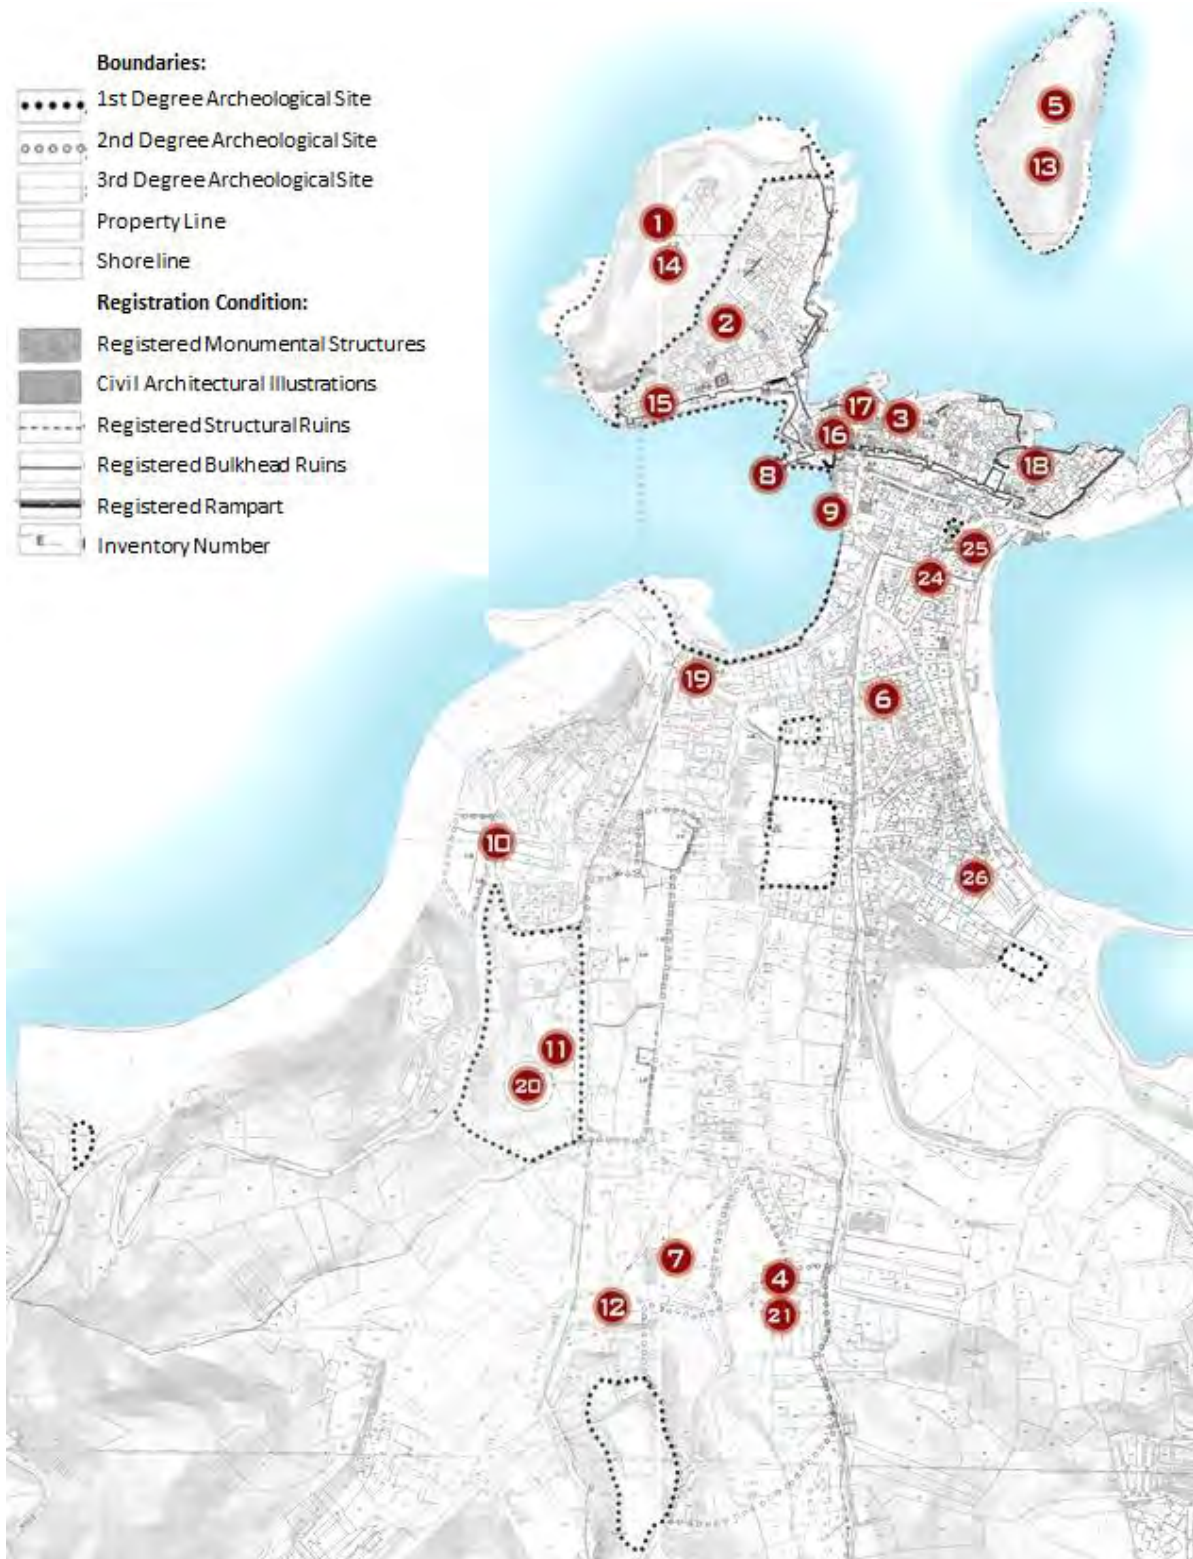 Boundaries:
1st Degree Archeological Site
2nd Degree Archeological Site
3rd Degree Archeological Site
Property Line
Shoreline
Registration Condition:
Registered Monumental Structures
Civil Architectural Illustrations
Registered Structural Ruins
Registered Bulkhead Ruins
Registered Rampart
E
Inventory Number
5
13
1
14
2
15
17
3
16
18
8
9
25
24
19
6
10
26
11
20
7
4
12
21